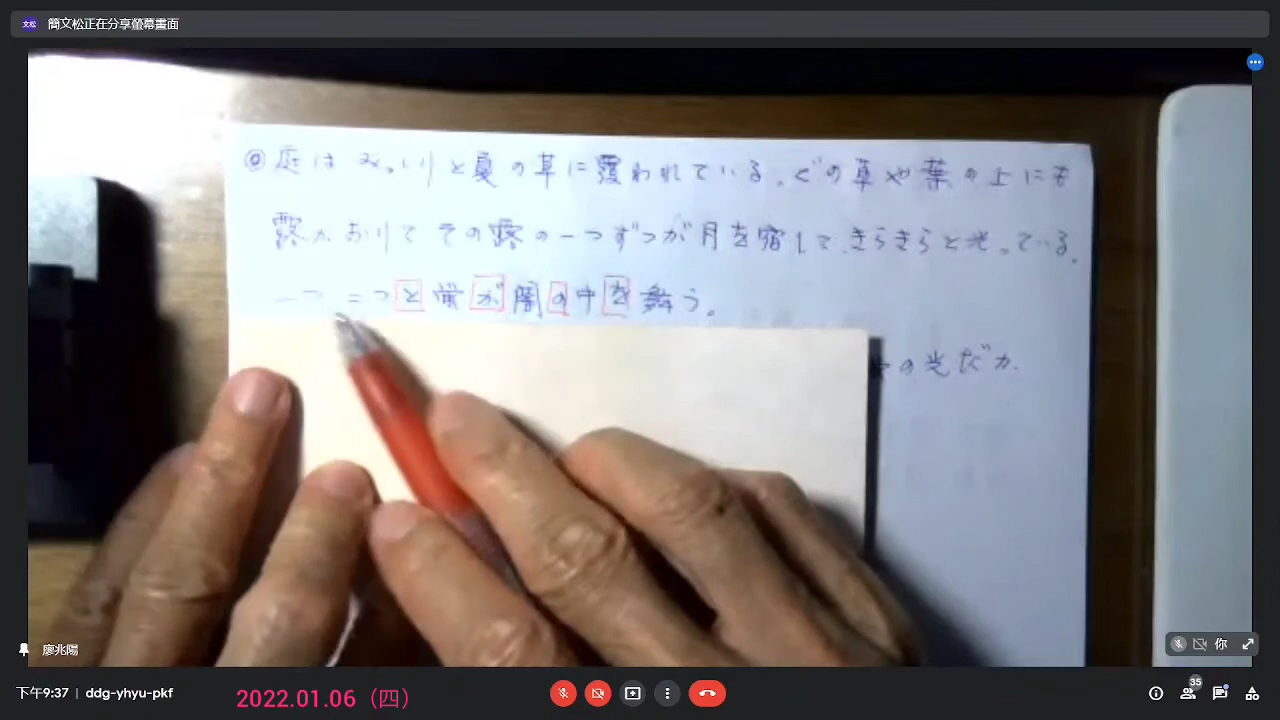 文松 簡文松正在分享螢幕畫面
◎庭はみっしりと夏の草に覆われている。どの草や葉の上にも
露がおりてその露の一つずつが月を宿してきらきらと光っている。
一つ二つと蛍が闇の中を舞う。
の光だか
廖兆陽
你
下午9:37 | ddg-yhyu-pkf
2022.01.06（四）
35